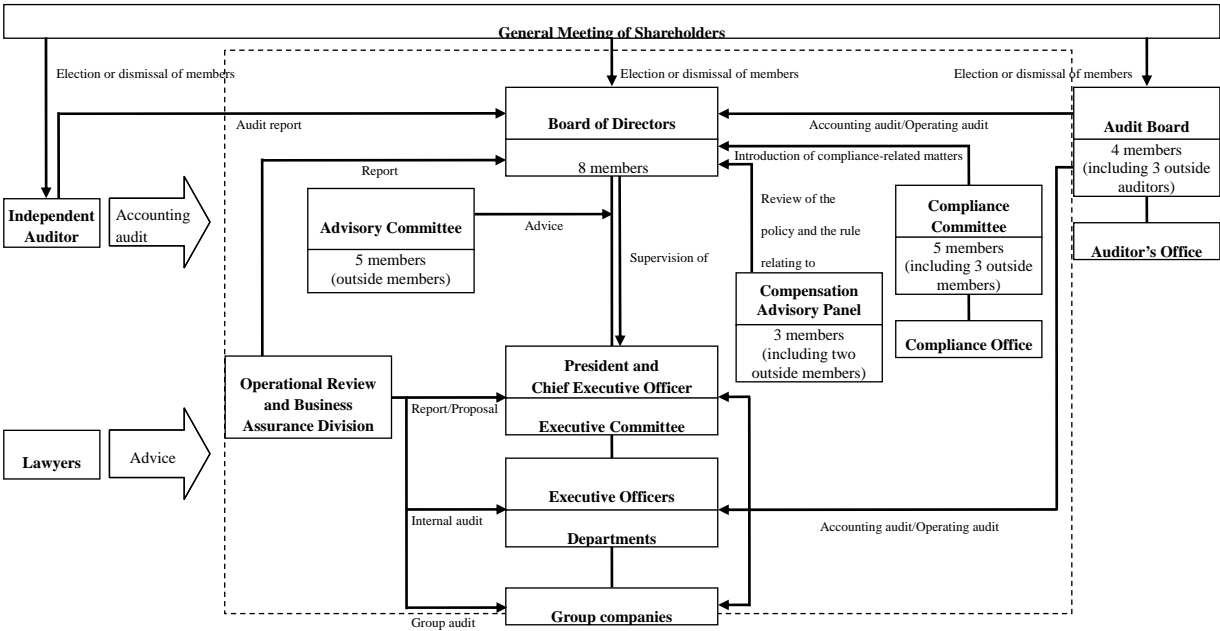 General Meeting of Shareholders
Election or dismissal of members
Election or dismissal of members
Election or dismissal of members
Board of Directors
8 members
Audit report
Accounting audit/Operating audit
Audit Board
4 members
(including 3 outside
auditors)
Report
Introduction of compliance-related matters
Independent
Auditor
Accounting
audit
Advisory Committee
5 members
(outside members)
Advice
Supervision of
Review of the
policy and the rule
relating to
Compliance
Committee
5 members
(including 3 outside
members)
Auditor's Office
Compensation
Advisory Panel
3 members
(including two
outside members)
Compliance Office
Operational Review
and Business
Assurance Division
Report/Proposal
President and
Chief Executive Officer
Executive Committee
Lawyers
Advice
Executive Officers
Departments
Internal audit
Accounting audit/Operating audit
Group companies
Group audit